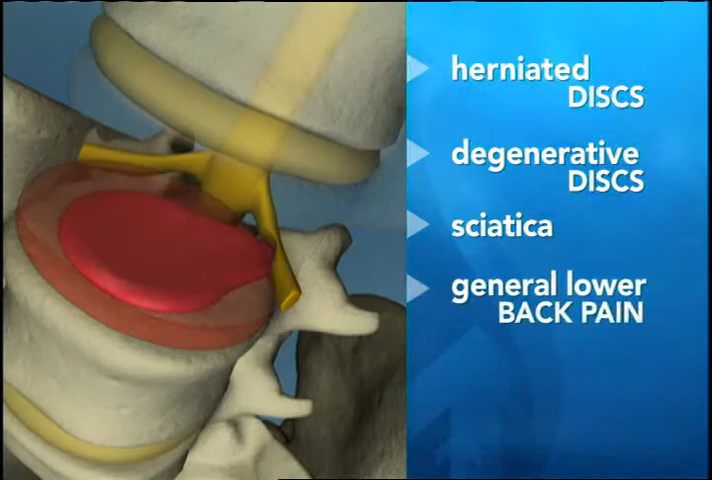 herniated
DISCS
degenerative
DISCS
sciatica
general lower
BACK PAIN